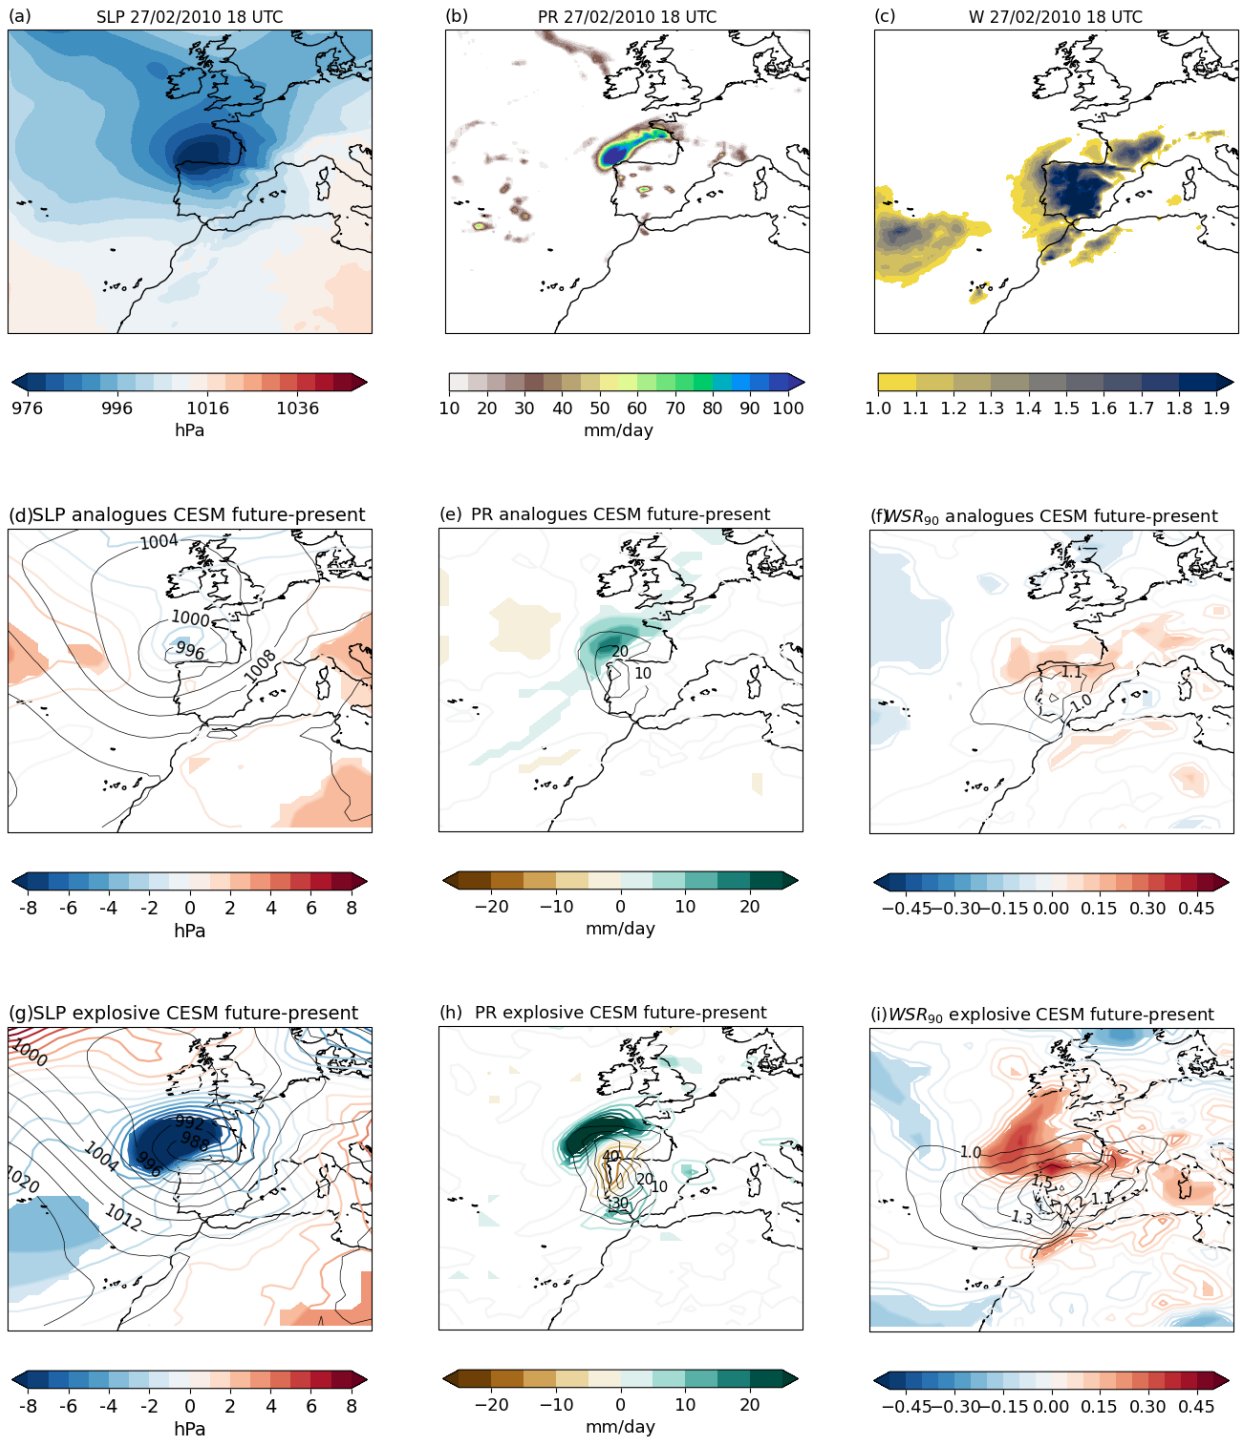 (a) SLP 27/02/2010 18 UTC
(b) PR 27/02/2010 18 UTC
(c) W 27/02/2010 18 UTC
976 996 1016 1036
hPa
10 20 30 40 50 60 70 80 90 100
mm/day
1.0 1.1 1.2 1.3 1.4 1.5 1.6 1.7 1.8 1.9
(d) SLP analogues CESM future-present
1004
1000
996
1008
(e) PR analogues CESM future-present
20
10
(f) WSR90 analogues CESM future-present
1.1
1.0
-8 -6 -4 -2 0 2 4 6 8
hPa
−20 −10 0 10 20
mm/day
−0.45 −0.30 −0.15 0.00 0.15 0.30 0.45
(g) SLP explosive CESM future-present
1000
992
988
1004
996
1020
1012
(h) PR explosive CESM future-present
40
20
10
30
(i) WSR90 explosive CESM future-present
1.0
1.5
1.2
1.1
1.3
-8 -6 -4 -2 0 2 4 6 8
hPa
−20 −10 0 10 20
mm/day
−0.45 −0.30 −0.15 0.00 0.15 0.30 0.45